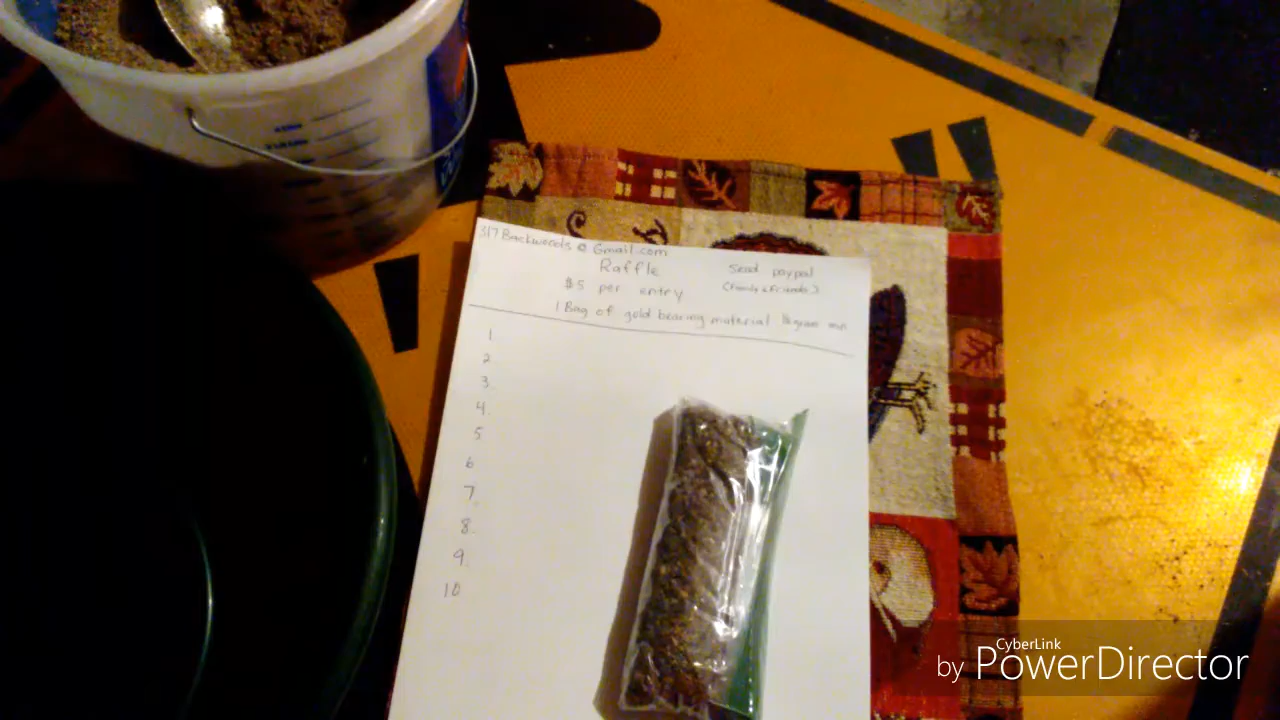 317Backwoods@Gmail.com
Raffle
Send paypal
$5 per entry
(family & friends)
1 Bag of gold bearing material
1
2
3.
4.
5
6
7.
8.
9.
10
CyberLink
by PowerDirector